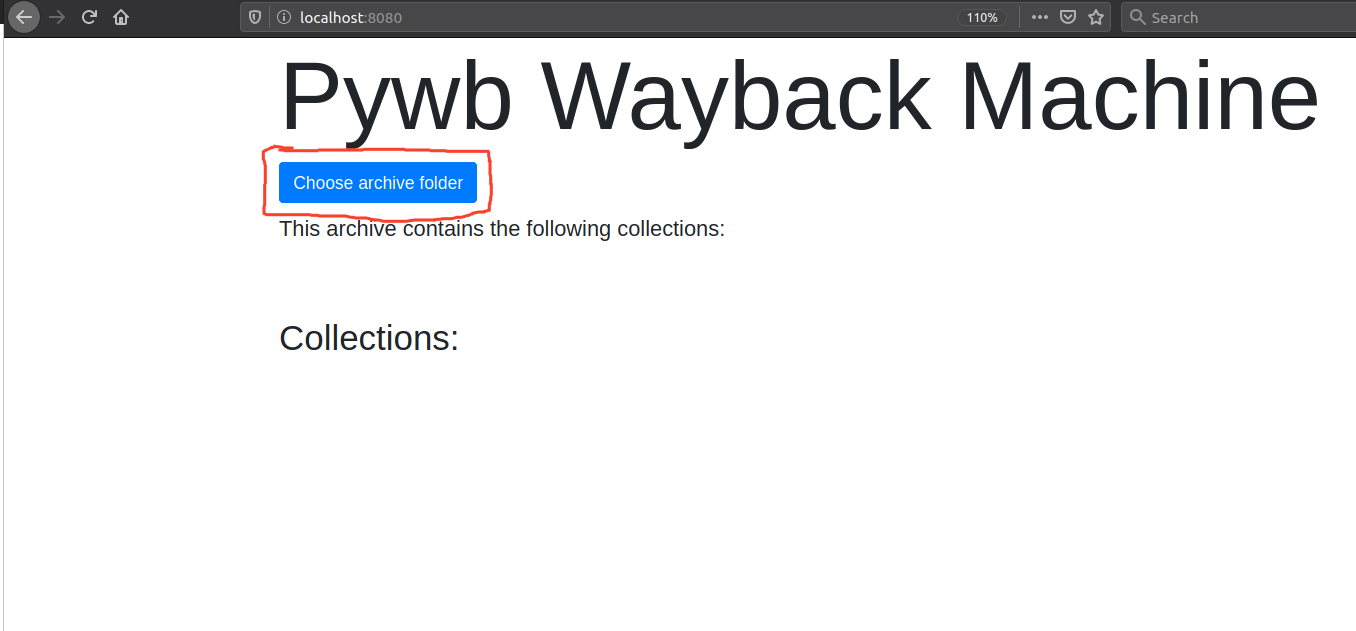 localhost:8080 110% Search
Pywb Wayback Machine
Choose archive folder
This archive contains the following collections:
Collections: